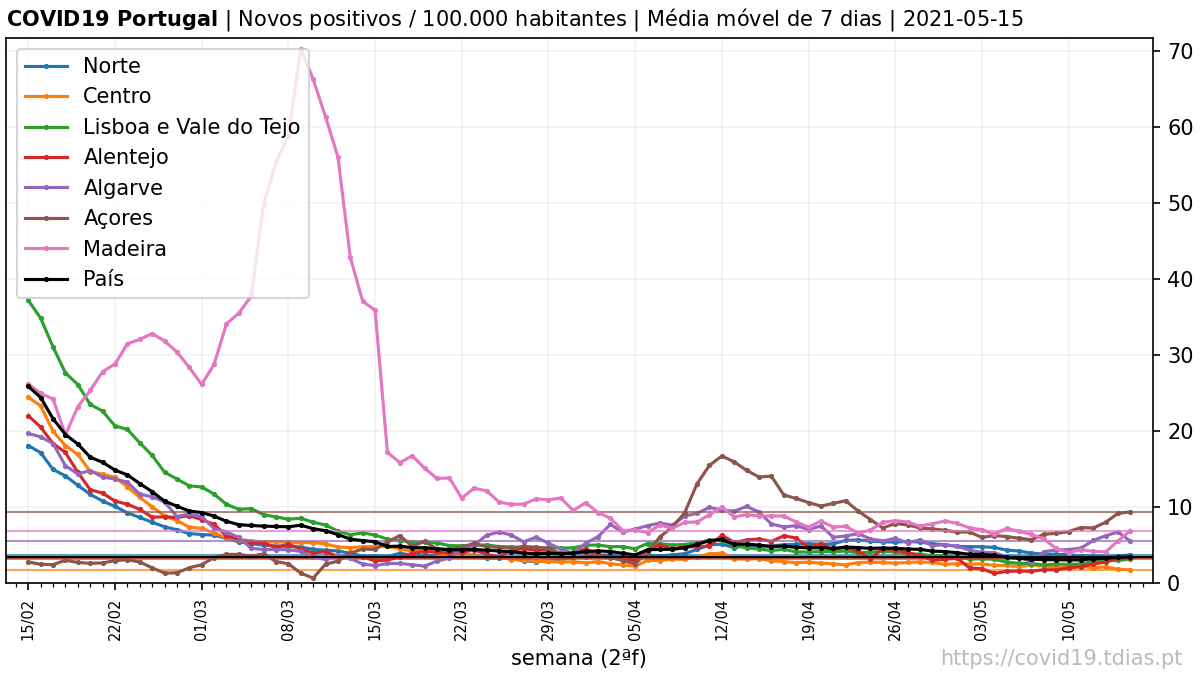 COVID19 Portugal | Novos positivos / 100.000 habitantes | Média móvel de 7 dias | 2021-05-15
Norte
Centro
Lisboa e Vale do Tejo
Alentejo
Algarve
Açores
Madeira
País
70
60
50
40
30
20
10
0
15/02
22/02
01/03
08/03
15/03
22/03
29/03
05/04
12/04
19/04
26/04
03/05
10/05
semana (2ªf)
https://covid19.tdias.pt